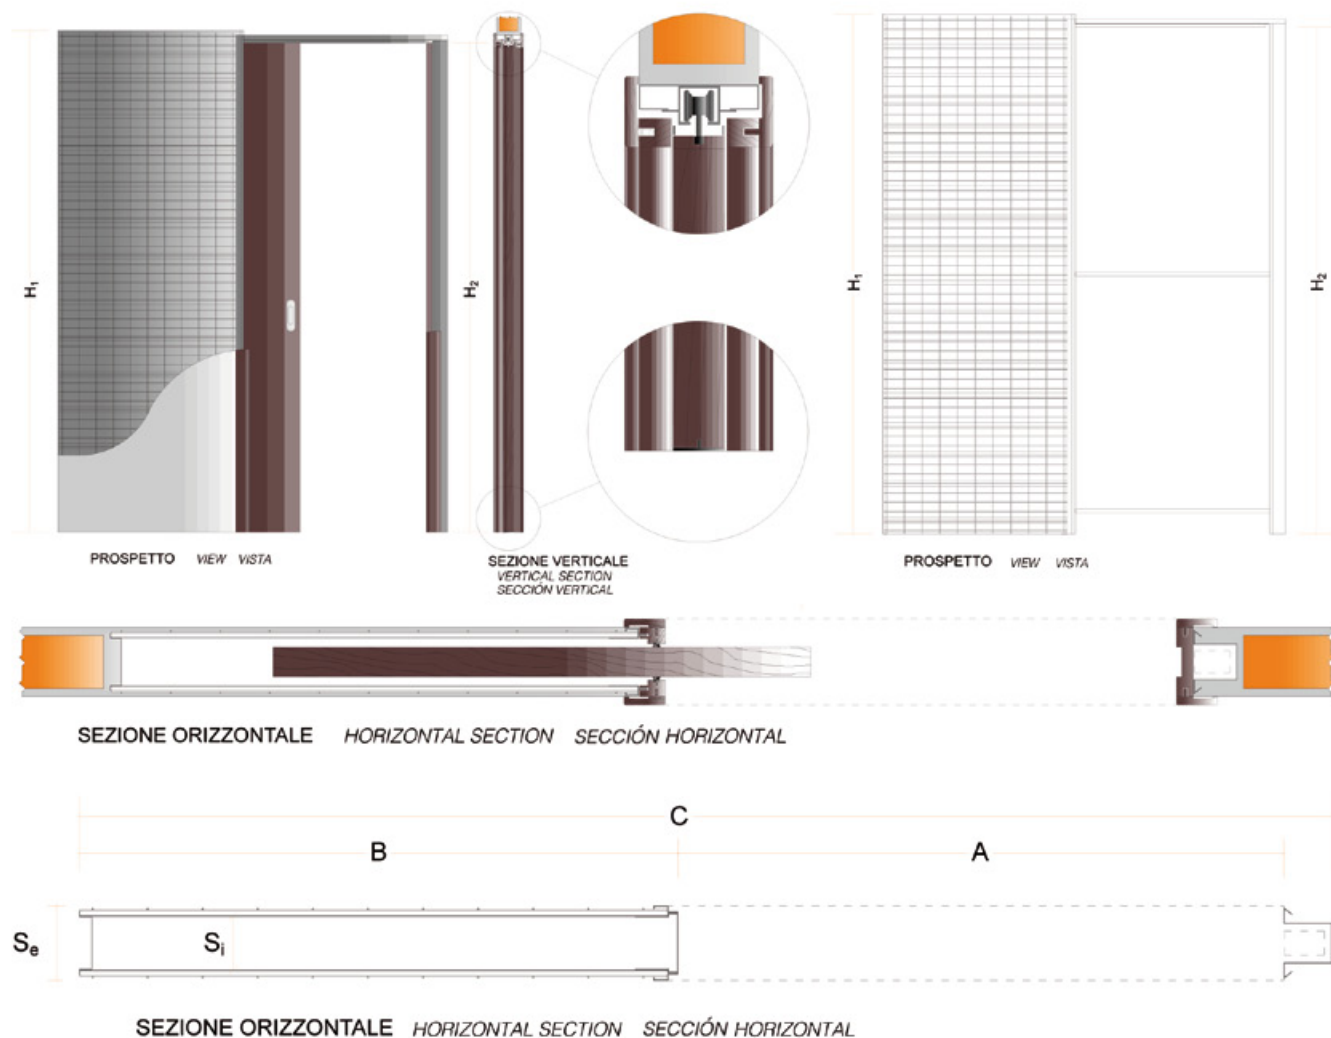 H1
H2
H1
H2
PROSPETTO VIEW VISTA
SEZIONE VERTICALE
VERTICAL SECTION
SECCIÓN VERTICAL
PROSPETTO VIEW VISTA
SEZIONE ORIZZONTALE HORIZONTAL SECTION SECCIÓN HORIZONTAL
C
B A
Se Si
SEZIONE ORIZZONTALE HORIZONTAL SECTION SECCIÓN HORIZONTAL